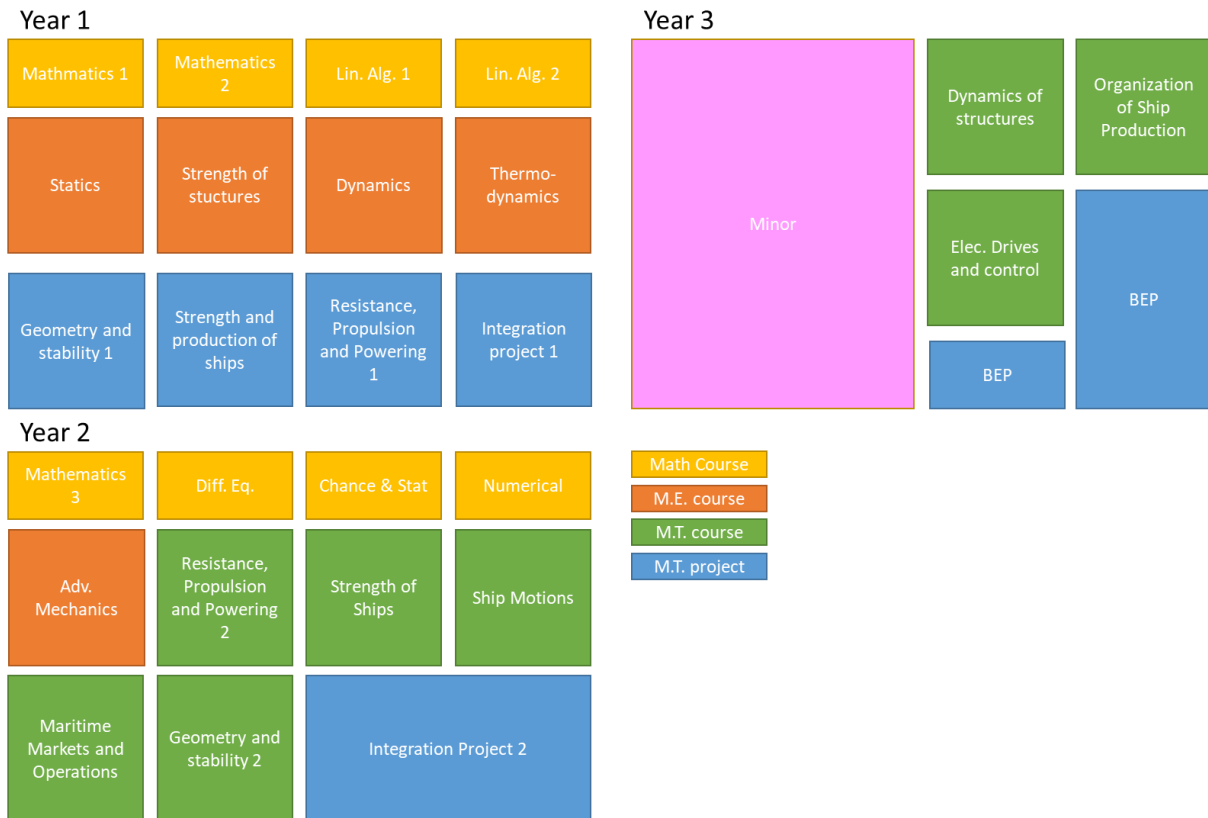 Year 1
Mathmatics 1
Mathematics
2
Lin. Alg. 1
Lin. Alg. 2
Statics
Strength of
stuctures
Dynamics
Thermo-
dynamics
Geometry and
stability 1
Strength and
production of
ships
Resistance,
Propulsion
and Powering
1
Integration
project 1
Year 3
Minor
Dynamics of
structures
Organization
of Ship
Production
Elec. Drives
and control
BEP
BEP
Year 2
Mathematics
3
Diff. Eq.
Chance & Stat
Numerical
Adv.
Mechanics
Resistance,
Propulsion
and Powering
2
Strength of
Ships
Ship Motions
Maritime
Markets and
Operations
Geometry and
stability 2
Integration Project 2
Math Course
M.E. course
M.T. course
M.T. project